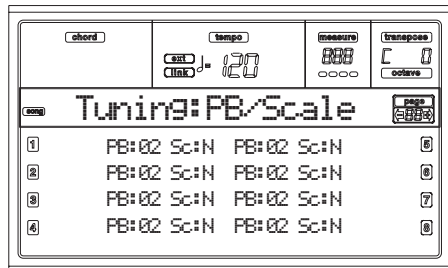 chord tempo measure transpose
ext link ♩= 120 888 C 0
octave
song Tuning:PB/Scale page 88
1 PB:02 Sc:N PB:02 Sc:N 5
2 PB:02 Sc:N PB:02 Sc:N 6
3 PB:02 Sc:N PB:02 Sc:N 7
4 PB:02 Sc:N PB:02 Sc:N 8